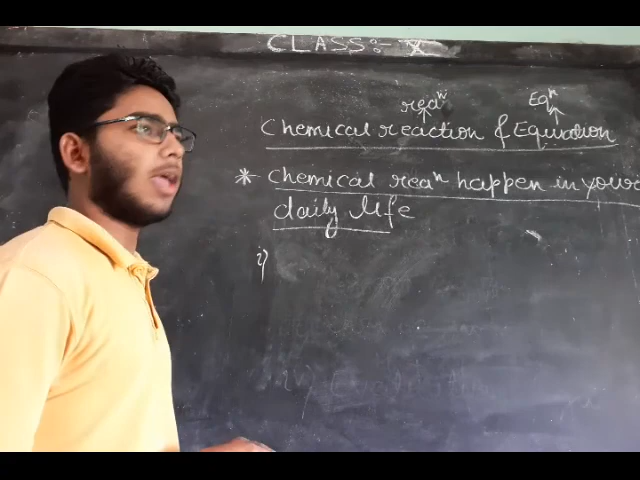 CLASS:- X
reaⁿ Eqⁿ
Chemical reaction & Equation
* Chemical reaⁿ happen in your
daily life
i)